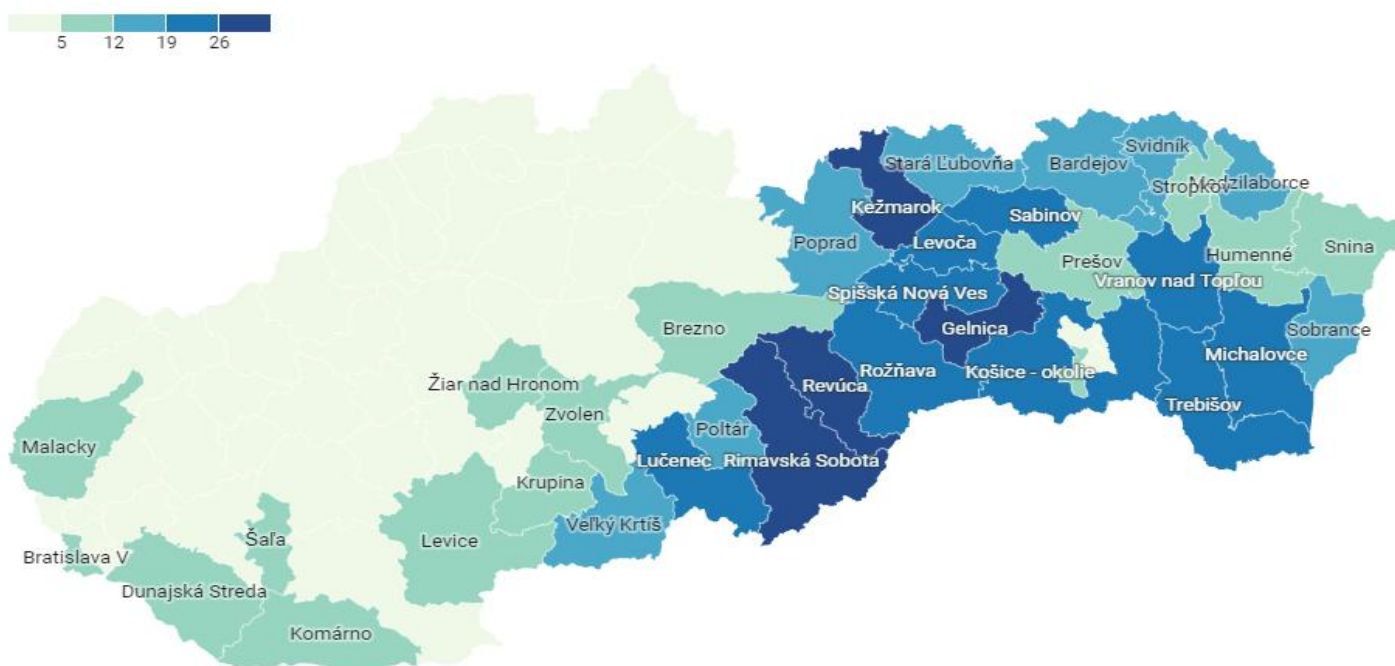 5 12 19 26
Svidník
Stará Ľubovňa
Bardejov
Medzilaborce
Stropkov
Kežmarok
Sabinov
Poprad
Levoča
Snina
Humenné
Prešov
Vranov nad Topľou
Spišská Nová Ves
Brezno
Gelnica
Sobrance
Michalovce
Žiar nad Hronom
Revúca
Rožňava
Košice - okolie
Zvolen
Trebišov
Poltár
Malacky
Lučenec
Rimavská Sobota
Krupina
Veľký Krtíš
Šaľa
Levice
Bratislava V
Dunajská Streda
Komárno